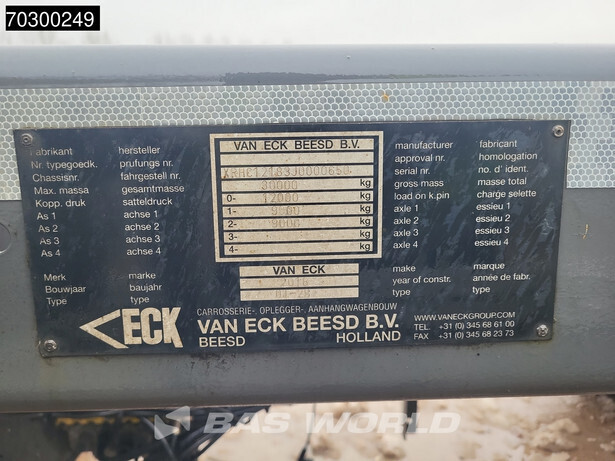 70300249
VAN ECK BEESD B.V.
Fabrikant hersteller manufacturer fabricant
Nr. typegoedk. prüfungs nr. approval nr. homologation
Chassisnr. fahrgestell nr. serial nr. no. d' ident.
Max. massa gesamtmasse 30000 kg gross mass masse total
Kopp. druk satteldruck 0- 12000 kg load on k.pin charge selette
As 1 achse 1 1- 9000 kg axle 1 essieu 1
As 2 achse 2 2- 9000 kg axle 2 essieu 2
As 3 achse 3 3- kg axle 3 essieu 3
As 4 achse 4 4- kg axle 4 essieu 4
Merk marke VAN ECK make marque
Bouwjaar baujahr year of constr. année de fabr.
Type typ type type
ECK
CARROSSERIE-, OPLEGGER-, AANHANGWAGENBOUW
VAN ECK BEESD B.V.
BEESD HOLLAND
WWW.VANECKGROUP.COM
TEL. +31 (0) 345 68 61 00
FAX +31 (0) 345 68 23 73
BAS WORLD